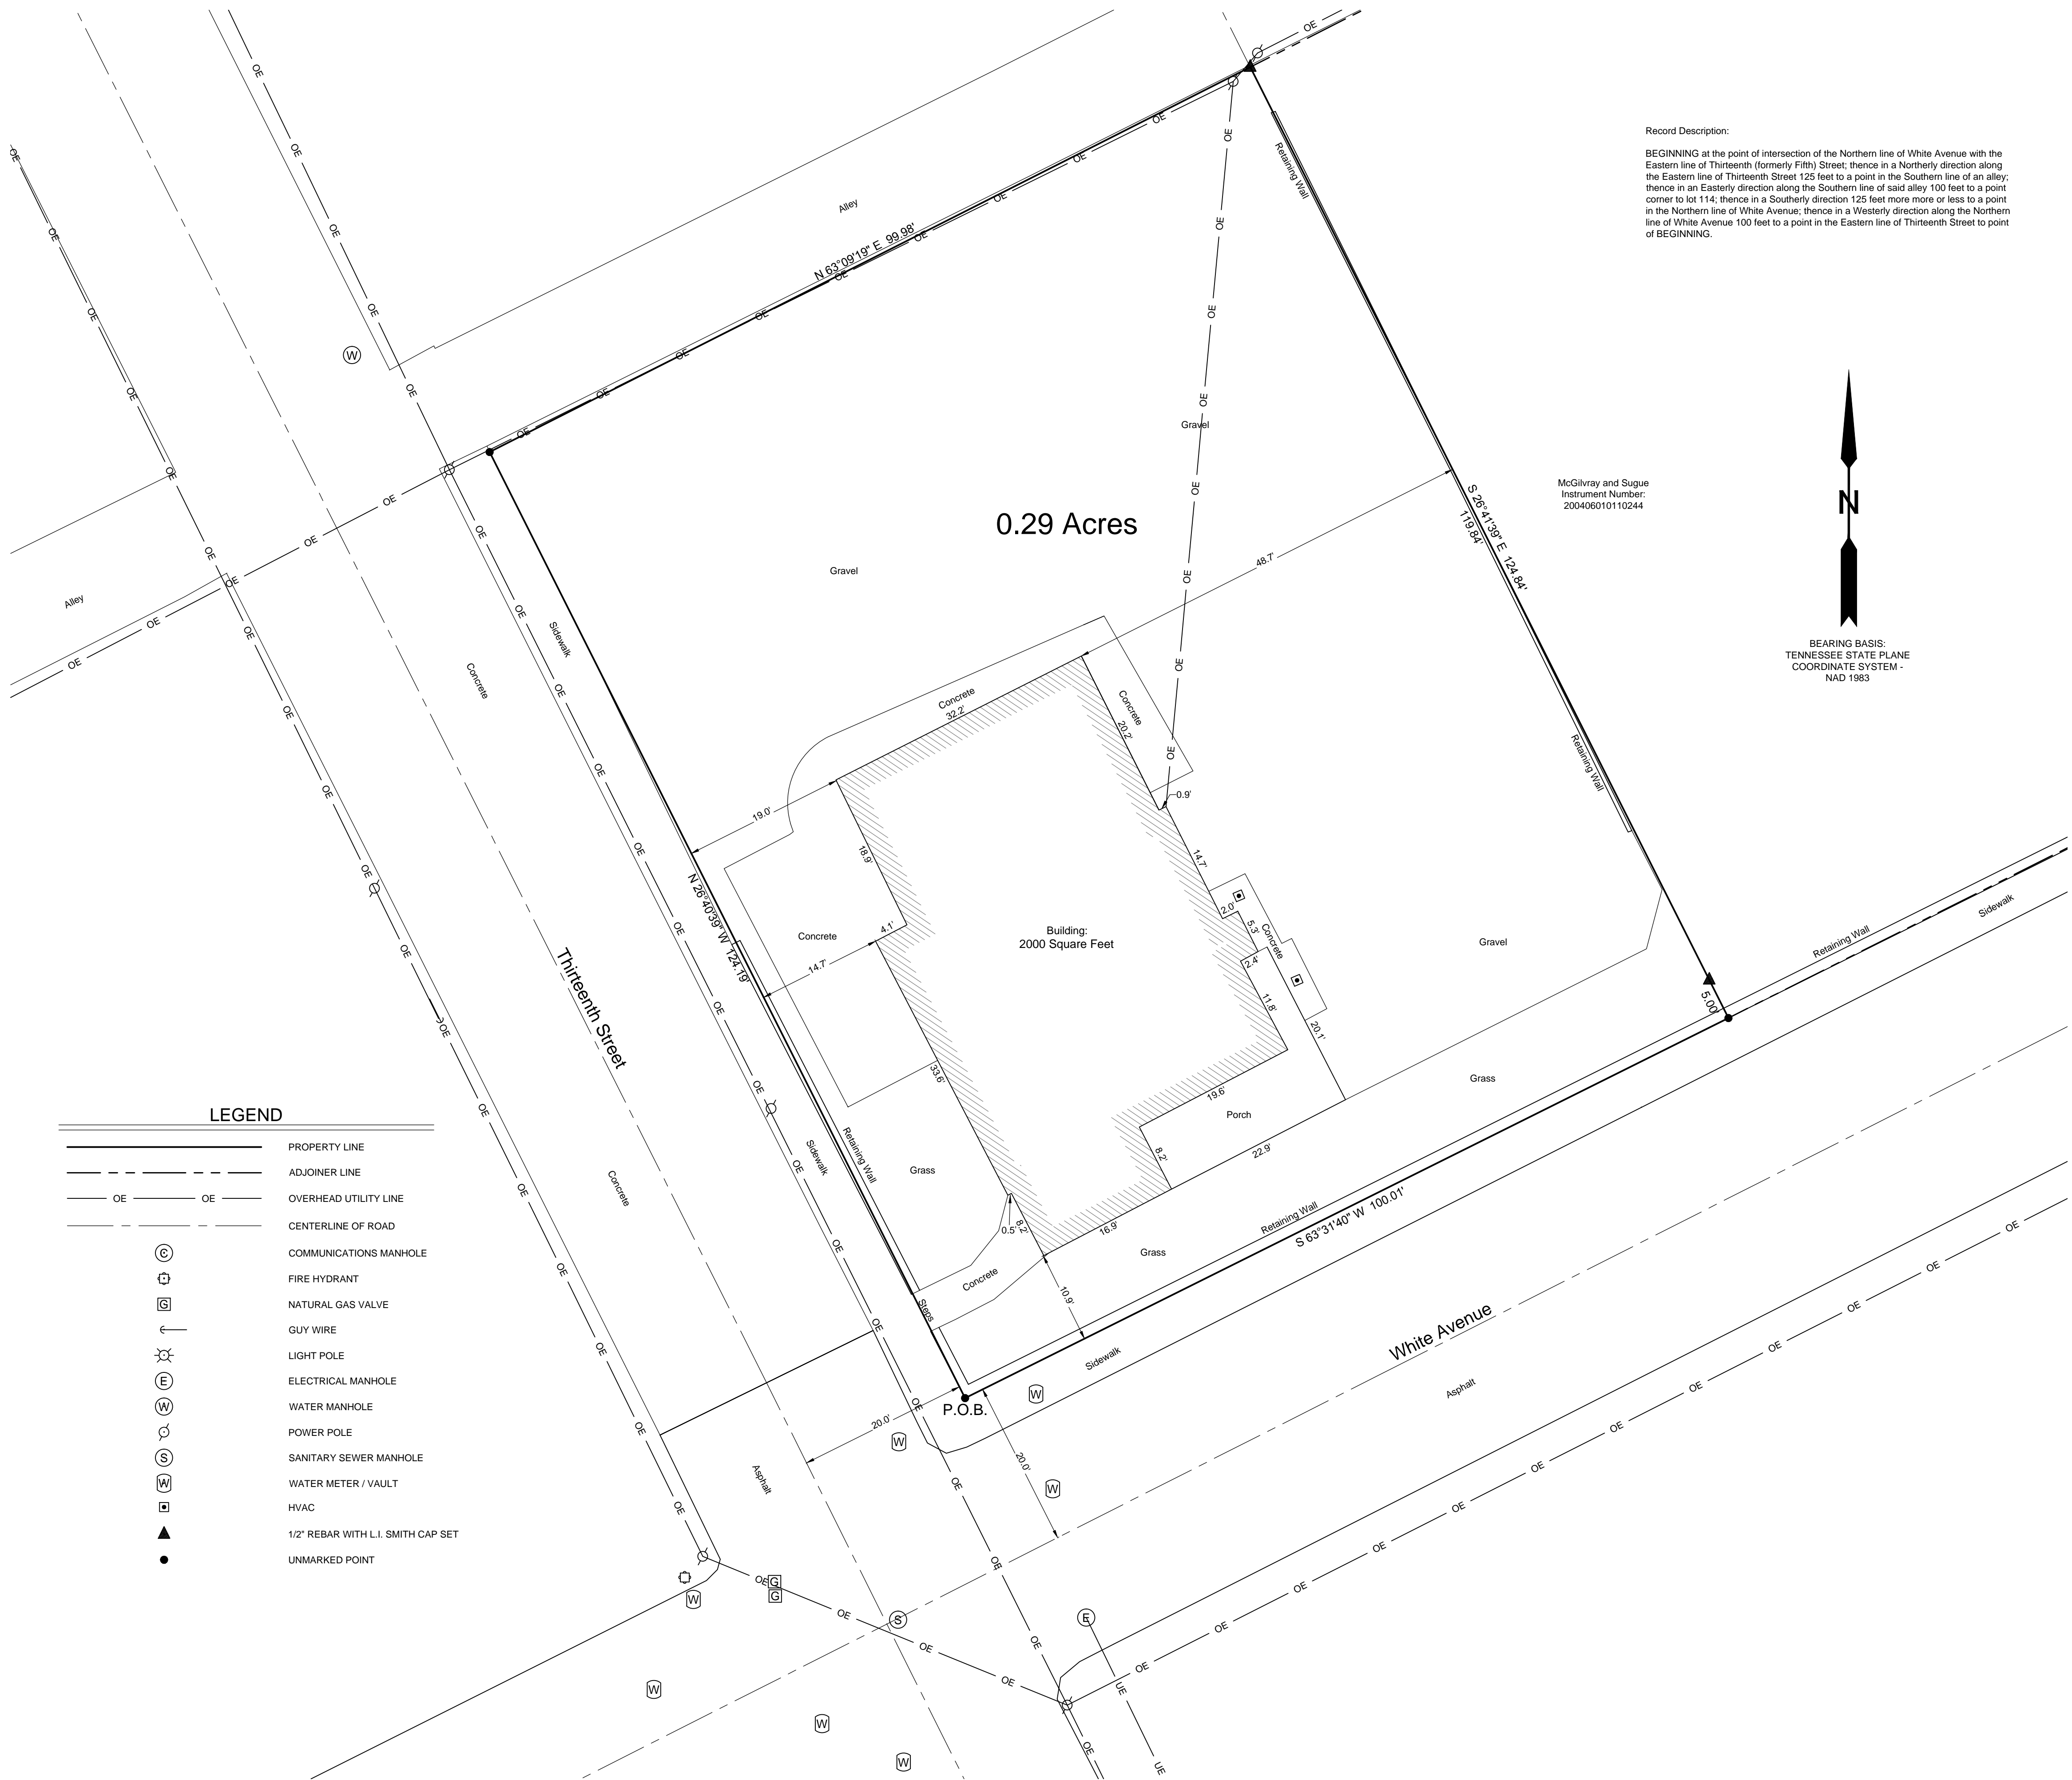 Record Description:
BEGINNING at the point of intersection of the Northern line of White Avenue with the
Eastern line of Thirteenth (formerly Fifth) Street; thence in a Northerly direction along
the Eastern line of Thirteenth Street 125 feet to a point in the Southern line of an alley;
thence in an Easterly direction along the Southern line of said alley 100 feet to a point
corner to lot 114; thence in a Southerly direction 125 feet more more or less to a point
in the Northern line of White Avenue; thence in a Westerly direction along the Northern
line of White Avenue 100 feet to a point in the Eastern line of Thirteenth Street to point
of BEGINNING.
Alley
N 63°09'19" E 99.98'
Retaining Wall
Gravel
0.29 Acres
Gravel
McGilvray and Sugue
Instrument Number:
200406010110244
N
BEARING BASIS:
TENNESSEE STATE PLANE
COORDINATE SYSTEM -
NAD 1983
S 26°41'39" E 124.84'
119.84'
48.7'
Alley
Sidewalk
Concrete
Concrete
32.2'
Concrete
20.2'
0.9'
19.0'
18.9'
14.7'
Retaining Wall
N 26°40'39" W 124.19'
Concrete
4.1'
14.7'
Building:
2000 Square Feet
2.0'
5.3'
Concrete
2.4'
11.8'
20.1'
Gravel
Retaining Wall
Sidewalk
5.00'
Thirteenth Street
33.6'
Grass
Porch
19.6'
8.2'
22.9'
Grass
Retaining Wall
Sidewalk
Concrete
0.5'
8.2'
16.9'
Grass
Retaining Wall
S 63°31'40" W 100.01'
Concrete
Steps
10.9'
Sidewalk
P.O.B.
20.0'
20.0'
White Avenue
Asphalt
Asphalt
OE
OE
OE
OE
W
W
W
W
G
G
W
S
E
W
W
W
UE
UE
LEGEND
PROPERTY LINE
ADJOINER LINE
OE OE OVERHEAD UTILITY LINE
CENTERLINE OF ROAD
C COMMUNICATIONS MANHOLE
FIRE HYDRANT
G NATURAL GAS VALVE
GUY WIRE
LIGHT POLE
E ELECTRICAL MANHOLE
W WATER MANHOLE
POWER POLE
S SANITARY SEWER MANHOLE
W WATER METER / VAULT
HVAC
1/2" REBAR WITH L.I. SMITH CAP SET
UNMARKED POINT